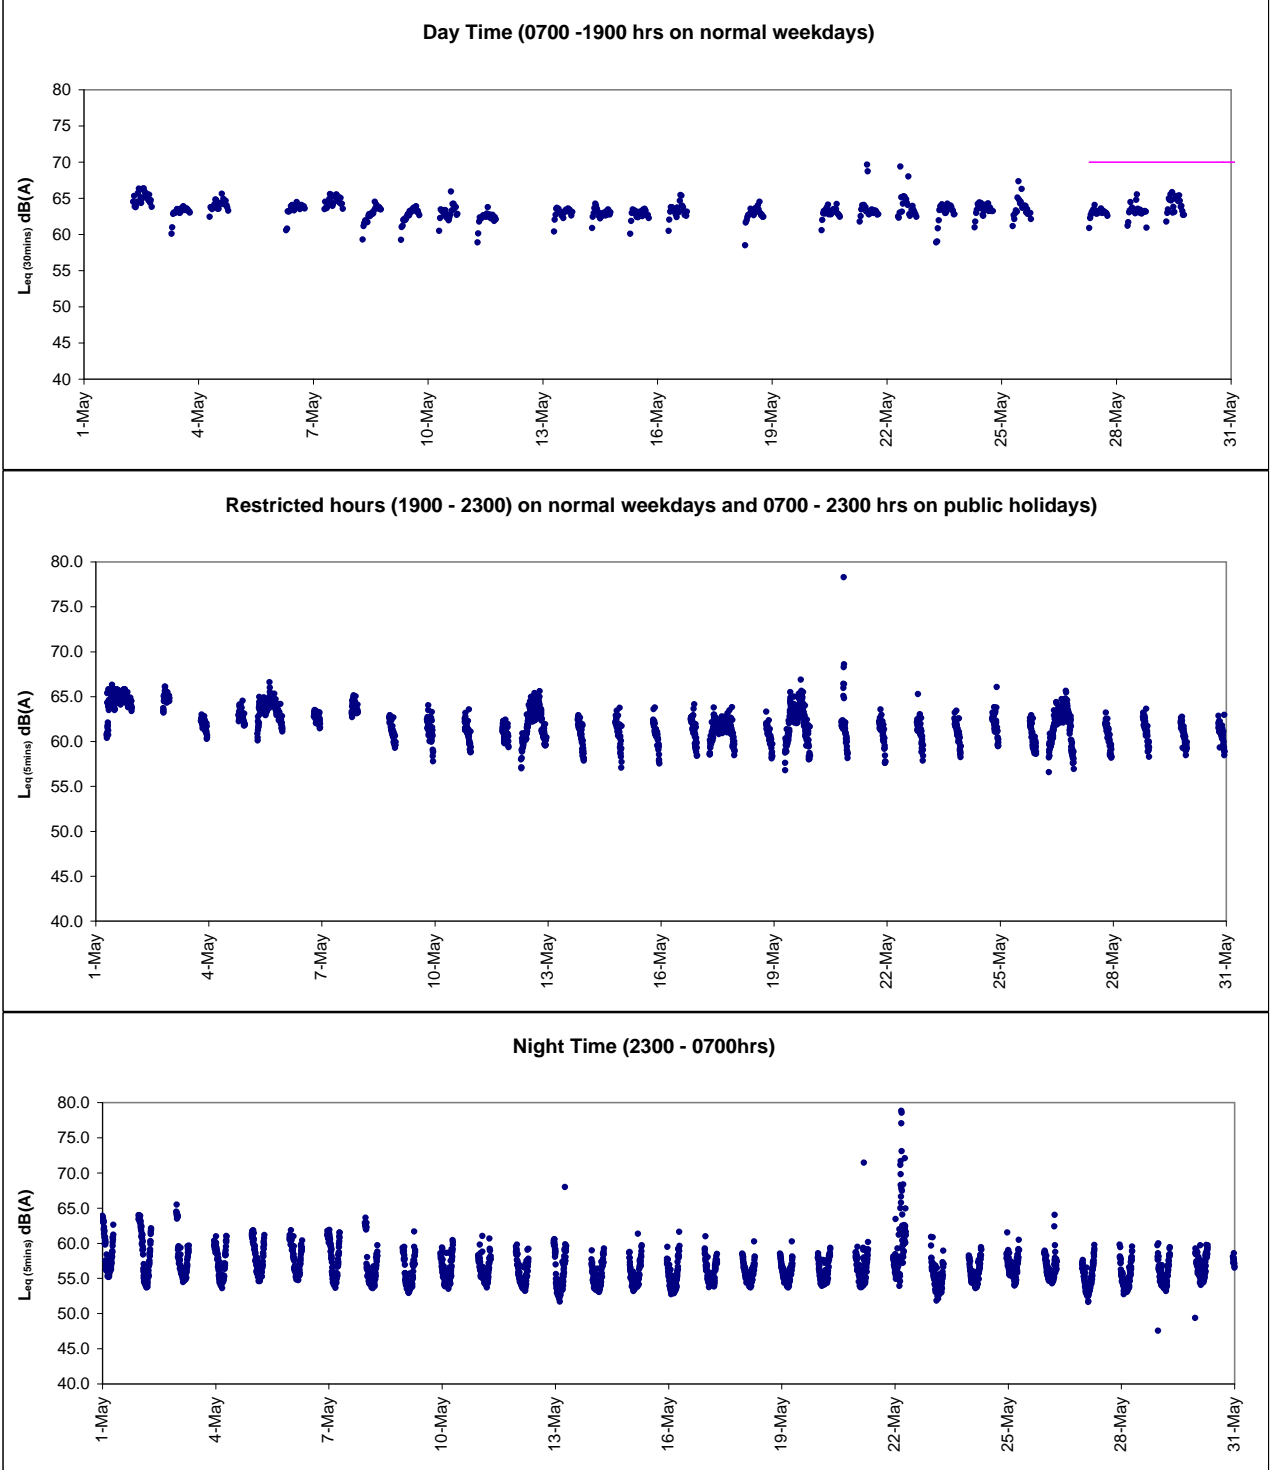 Day Time (0700 -1900 hrs on normal weekdays)
80
75
70
65
60
55
50
45
40
Leq (30mins) dB(A)
1-May
4-May
7-May
10-May
13-May
16-May
19-May
22-May
25-May
28-May
31-May
Restricted hours (1900 - 2300) on normal weekdays and 0700 - 2300 hrs on public holidays)
80.0
75.0
70.0
65.0
60.0
55.0
50.0
45.0
40.0
Leq (5mins) dB(A)
1-May
4-May
7-May
10-May
13-May
16-May
19-May
22-May
25-May
28-May
31-May
Night Time (2300 - 0700hrs)
80.0
75.0
70.0
65.0
60.0
55.0
50.0
45.0
40.0
Leq (5mins) dB(A)
1-May
4-May
7-May
10-May
13-May
16-May
19-May
22-May
25-May
28-May
31-May